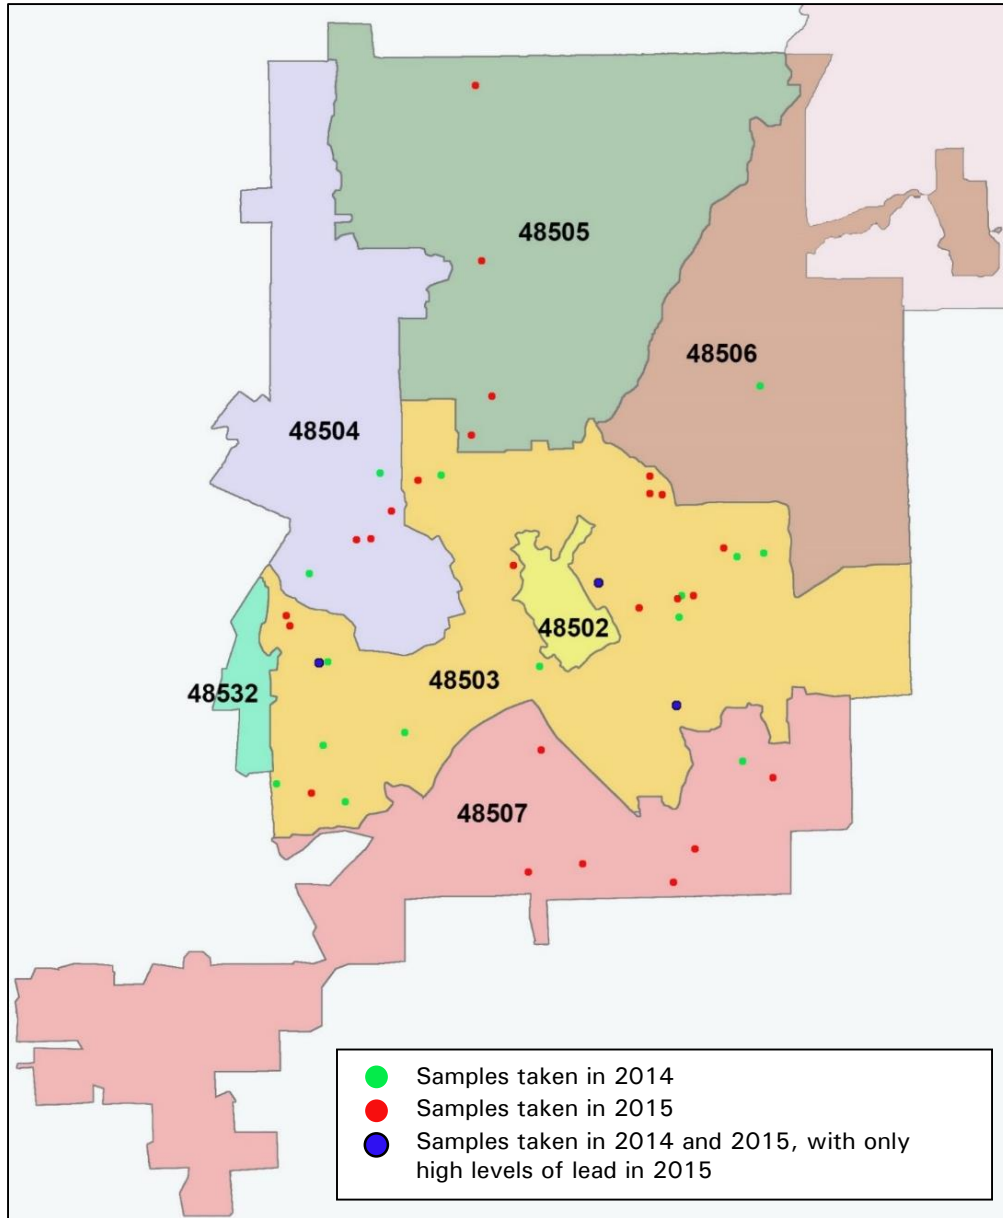 48505
48506
48504
48502
48503
48532
48507
Samples taken in 2014
Samples taken in 2015
Samples taken in 2014 and 2015, with only
high levels of lead in 2015